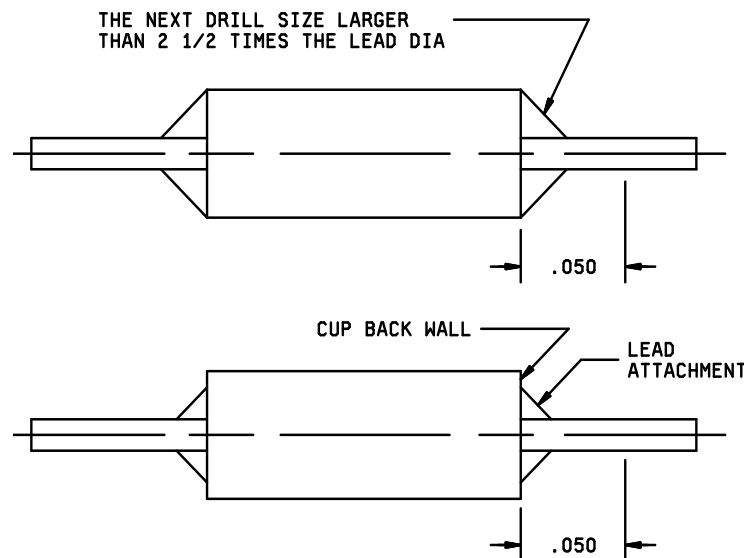 THE NEXT DRILL SIZE LARGER
THAN 2 1/2 TIMES THE LEAD DIA
.050
CUP BACK WALL
LEAD
ATTACHMENT
.050